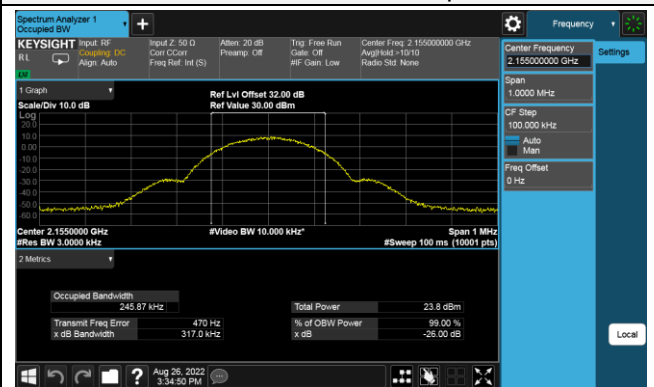 Spectrum Analyzer 1
Occupied BW
Frequency
KEYSIGHT
RL
Input: RF
Coupling: DC
Align: Auto
Input Z: 50 Ω
Corr CCorr
Freq Ref: Int (S)
Atten: 20 dB
Preamp: Off
Trig: Free Run
Gate: Off
#IF Gain: Low
Center Freq: 2.155000000 GHz
Avg|Hold:>10/10
Radio Std: None
Center Frequency
2.155000000 GHz
Settings
Span
1.0000 MHz
CF Step
100.000 kHz
Auto
Man
Freq Offset
0 Hz
1 Graph
Scale/Div 10.0 dB
Ref Lvl Offset 32.00 dB
Ref Value 30.00 dBm
Log
20.0
10.0
0.00
-10.0
-20.0
-30.0
-40.0
-50.0
-60.0
Center 2.1550000 GHz
#Res BW 3.0000 kHz
#Video BW 10.000 kHz*
Span 1 MHz
#Sweep 100 ms (10001 pts)
2 Metrics
Occupied Bandwidth
245.87 kHz
Total Power
23.8 dBm
Transmit Freq Error
470 Hz
% of OBW Power
99.00 %
x dB Bandwidth
317.0 kHz
x dB
-26.00 dB
Local
?
Aug 26, 2022
3:34:50 PM